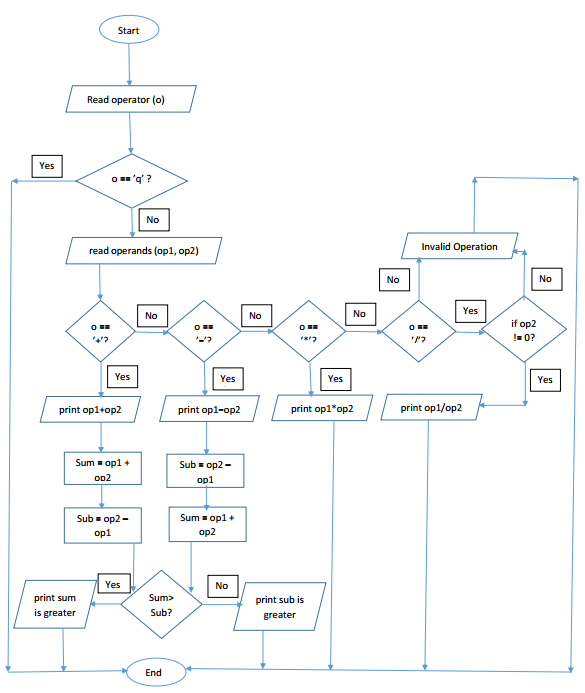 Start
Read operator (o)
Yes
o == ’q’ ?
No
read operands (op1, op2)
Invalid Operation
No
No
o ==
’+’?
No
o ==
’–’?
No
o ==
’*’?
No
o ==
’/’?
Yes
if op2
!= 0?
Yes
Yes
Yes
Yes
print op1+op2
print op1–op2
print op1*op2
print op1/op2
Sum = op1 +
op2
Sub = op2 –
op1
Sub = op2 –
op1
Sum = op1 +
op2
Yes
Sum>
Sub?
No
print sum
is greater
print sub is
greater
End